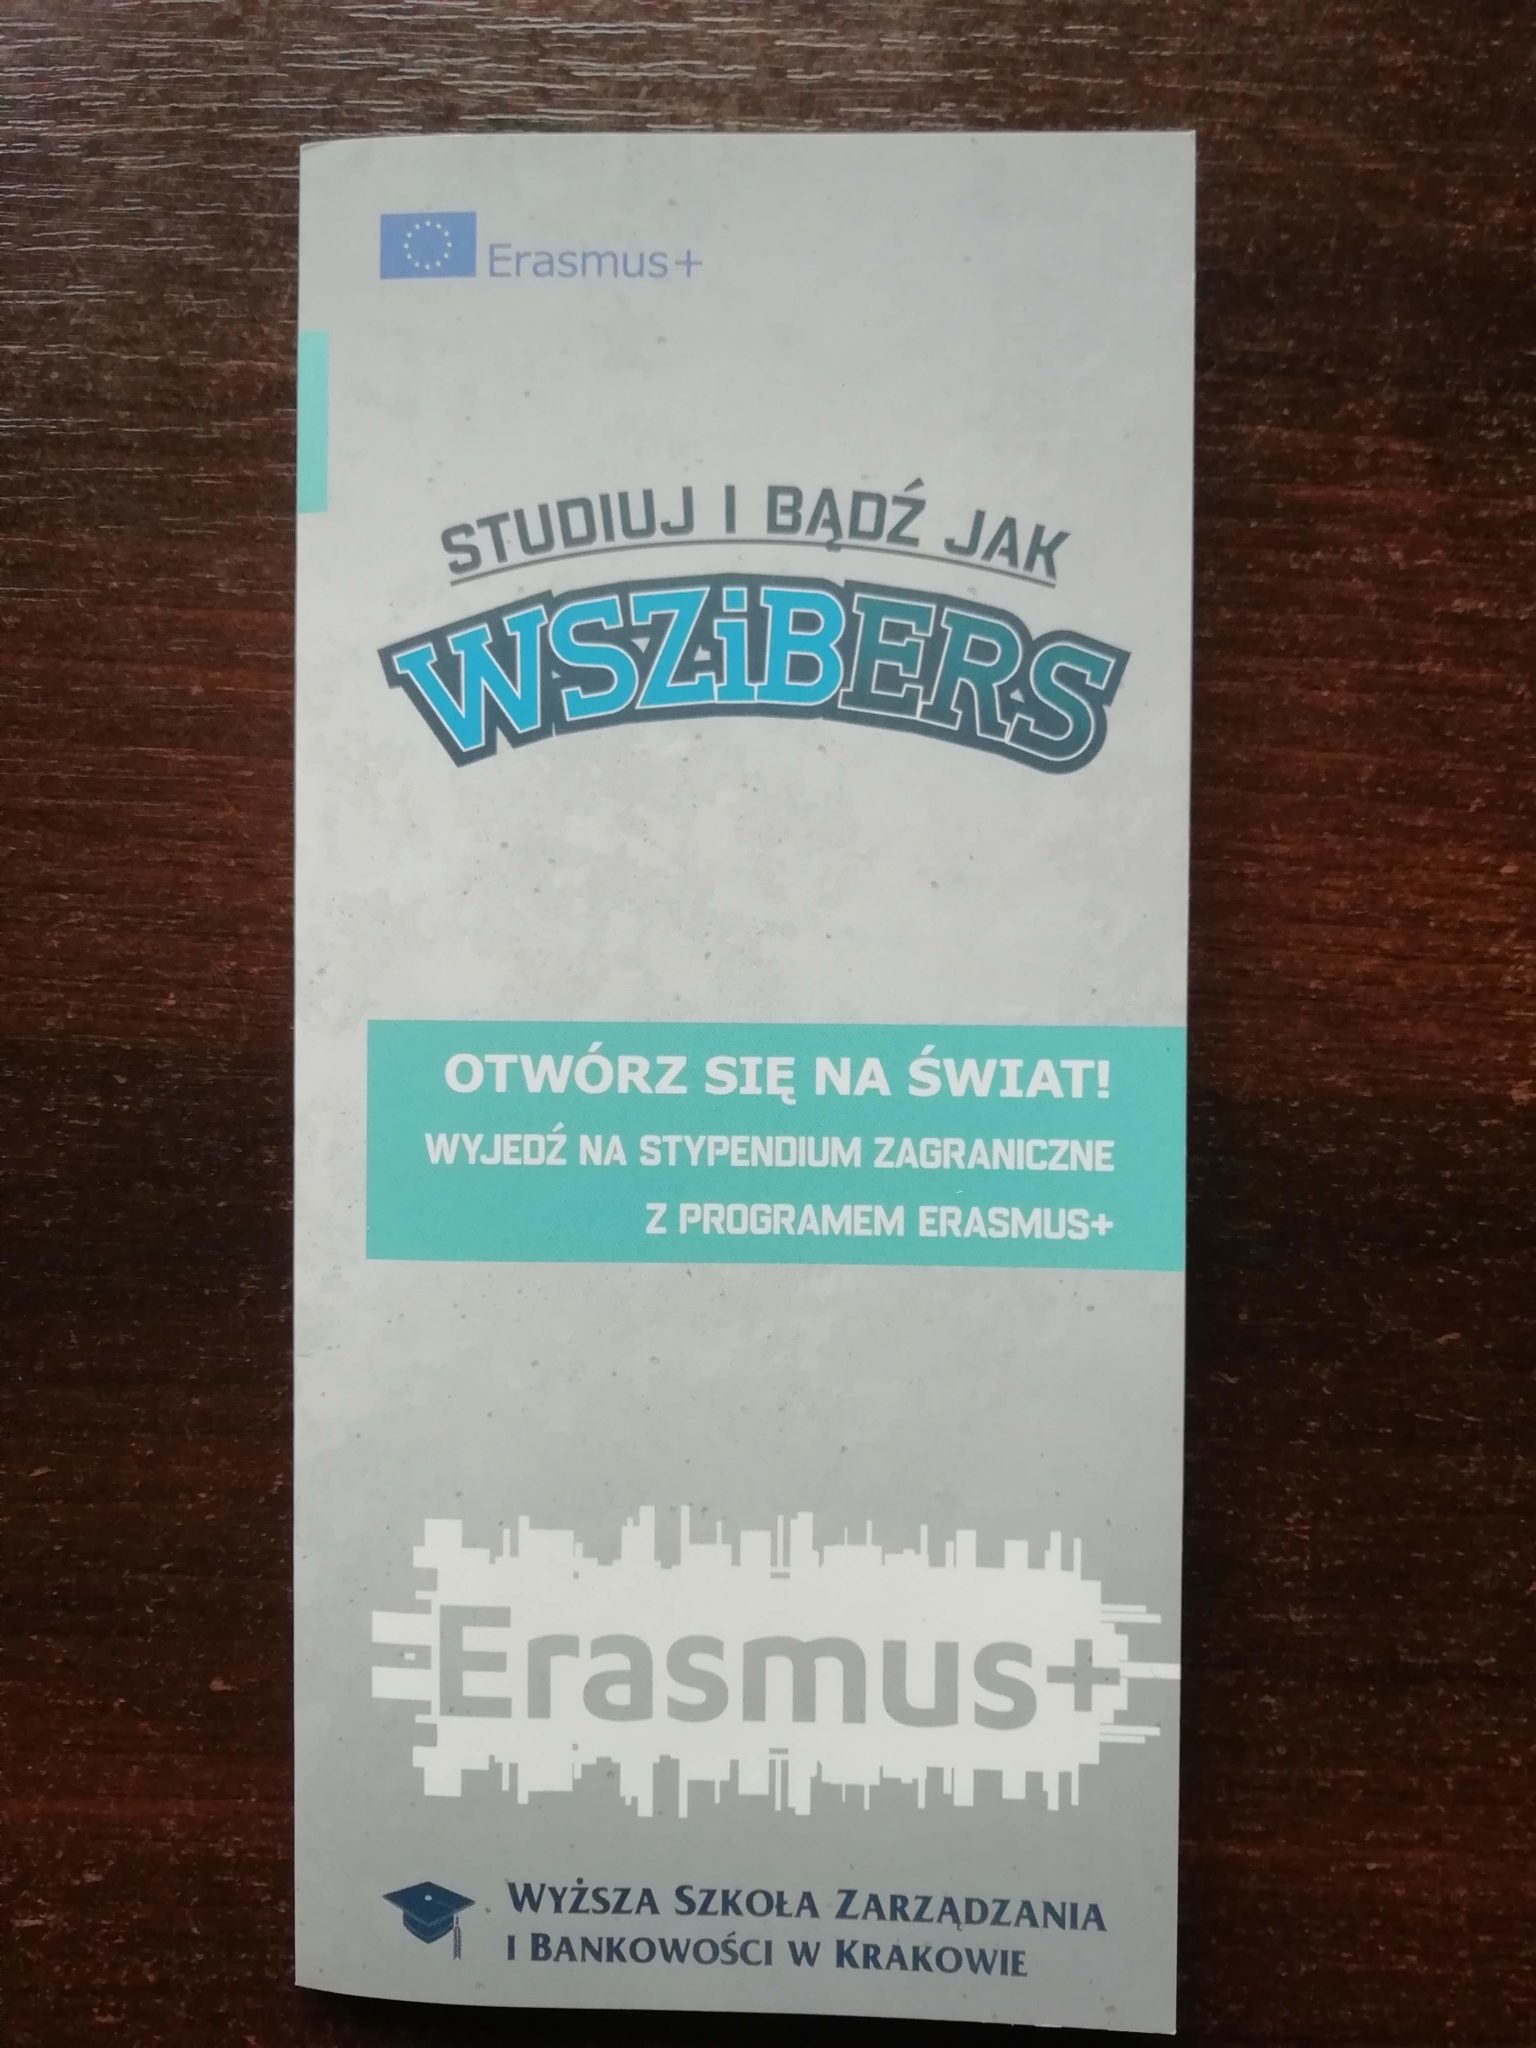 Erasmus+
STUDIUJ I BĄDŹ JAK
WSZiBERS
OTWÓRZ SIĘ NA ŚWIAT!
WYJEDŹ NA STYPENDIUM ZAGRANICZNE
Z PROGRAMEM ERASMUS+
Erasmus+
WYŻSZA SZKOŁA ZARZĄDZANIA
I BANKOWOŚCI W KRAKOWIE